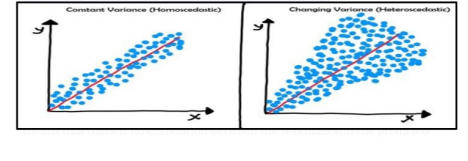 Constant Variance (Homoscedastic)
Changing Variance (Heteroscedastic)
y
x
y
x